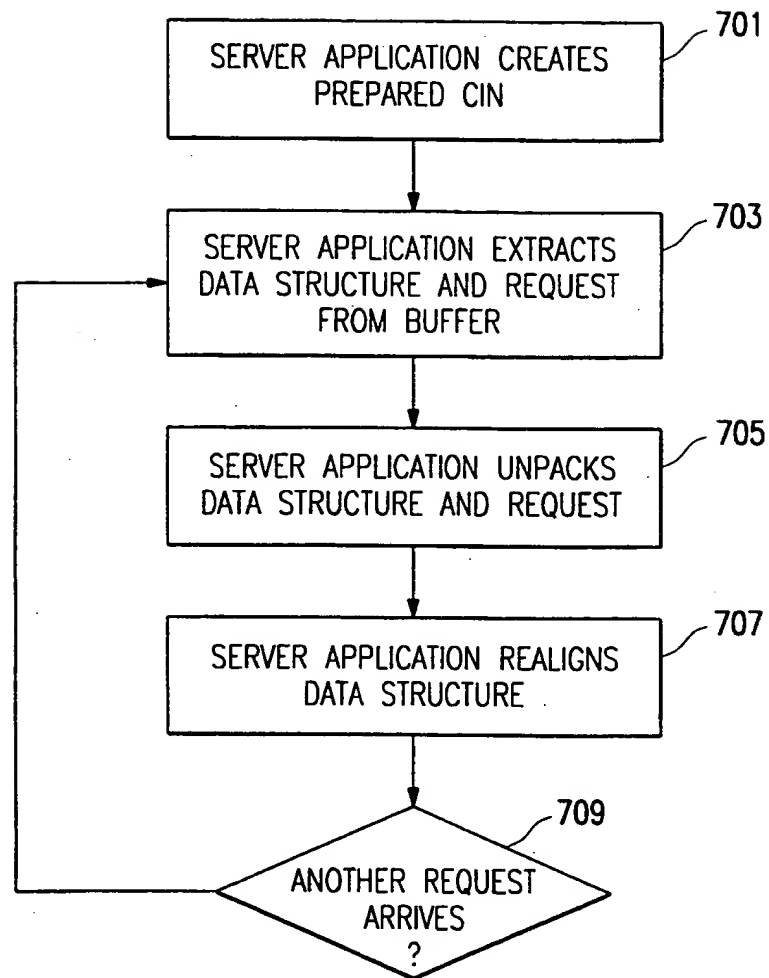 701
SERVER APPLICATION CREATES
PREPARED CIN
703
SERVER APPLICATION EXTRACTS
DATA STRUCTURE AND REQUEST
FROM BUFFER
705
SERVER APPLICATION UNPACKS
DATA STRUCTURE AND REQUEST
707
SERVER APPLICATION REALIGNS
DATA STRUCTURE
709
ANOTHER REQUEST
ARRIVES
?